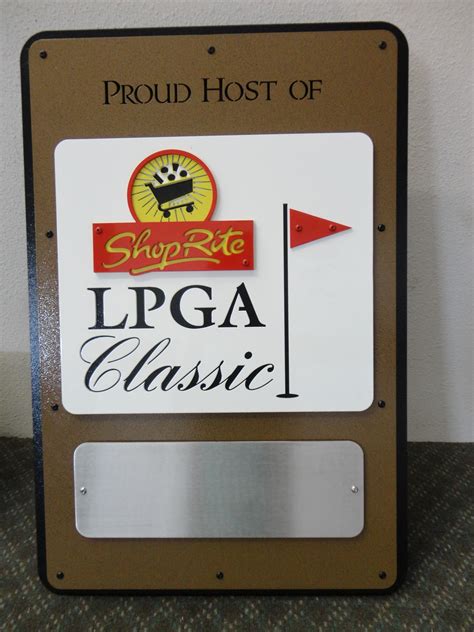 PROUD HOST OF
ShopRite
LPGA
Classic